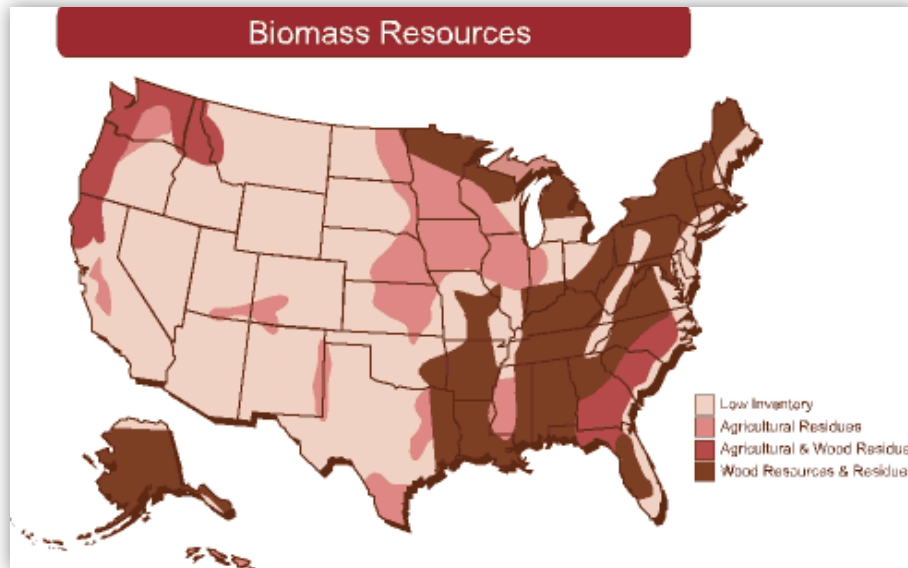 Biomass Resources
Low Inventory
Agricultural Residues
Agricultural & Wood Residue
Wood Resources & Residue